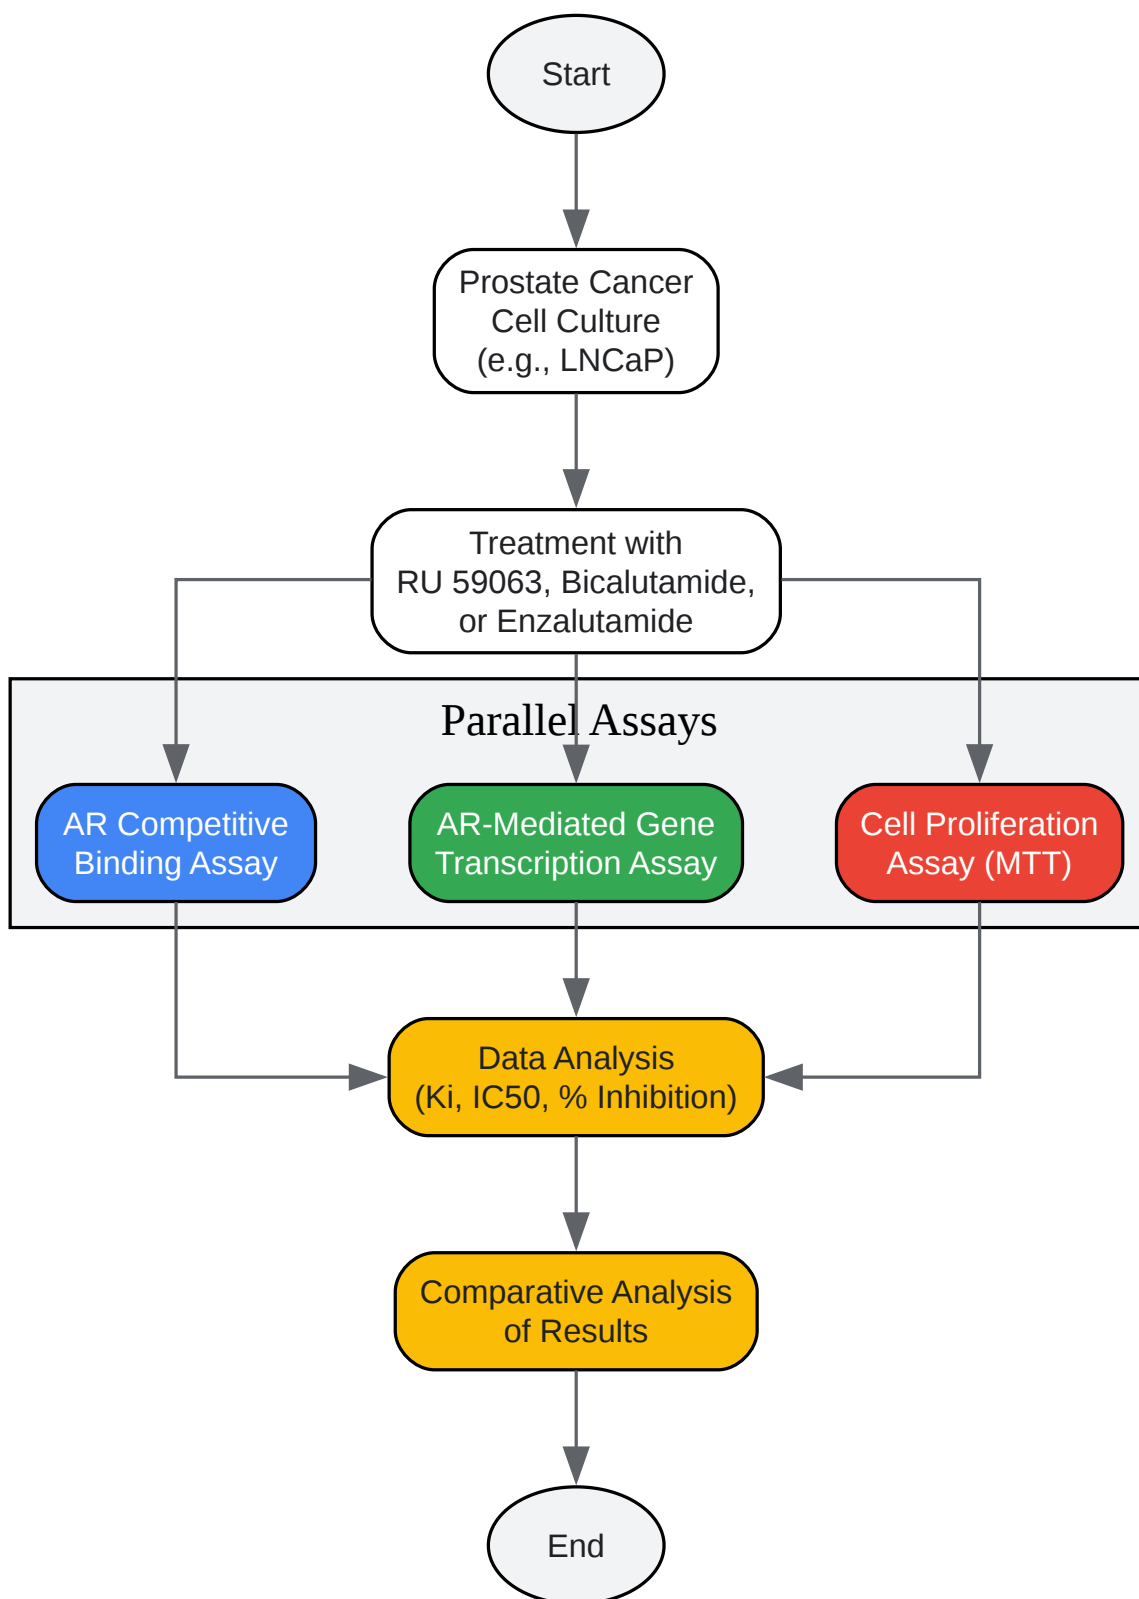 Start
Prostate Cancer
Cell Culture
(e.g., LNCaP)
Treatment with
RU 59063, Bicalutamide,
or Enzalutamide
Parallel Assays
AR Competitive
Binding Assay
AR-Mediated Gene
Transcription Assay
Cell Proliferation
Assay (MTT)
Data Analysis
(Ki, IC50, % Inhibition)
Comparative Analysis
of Results
End